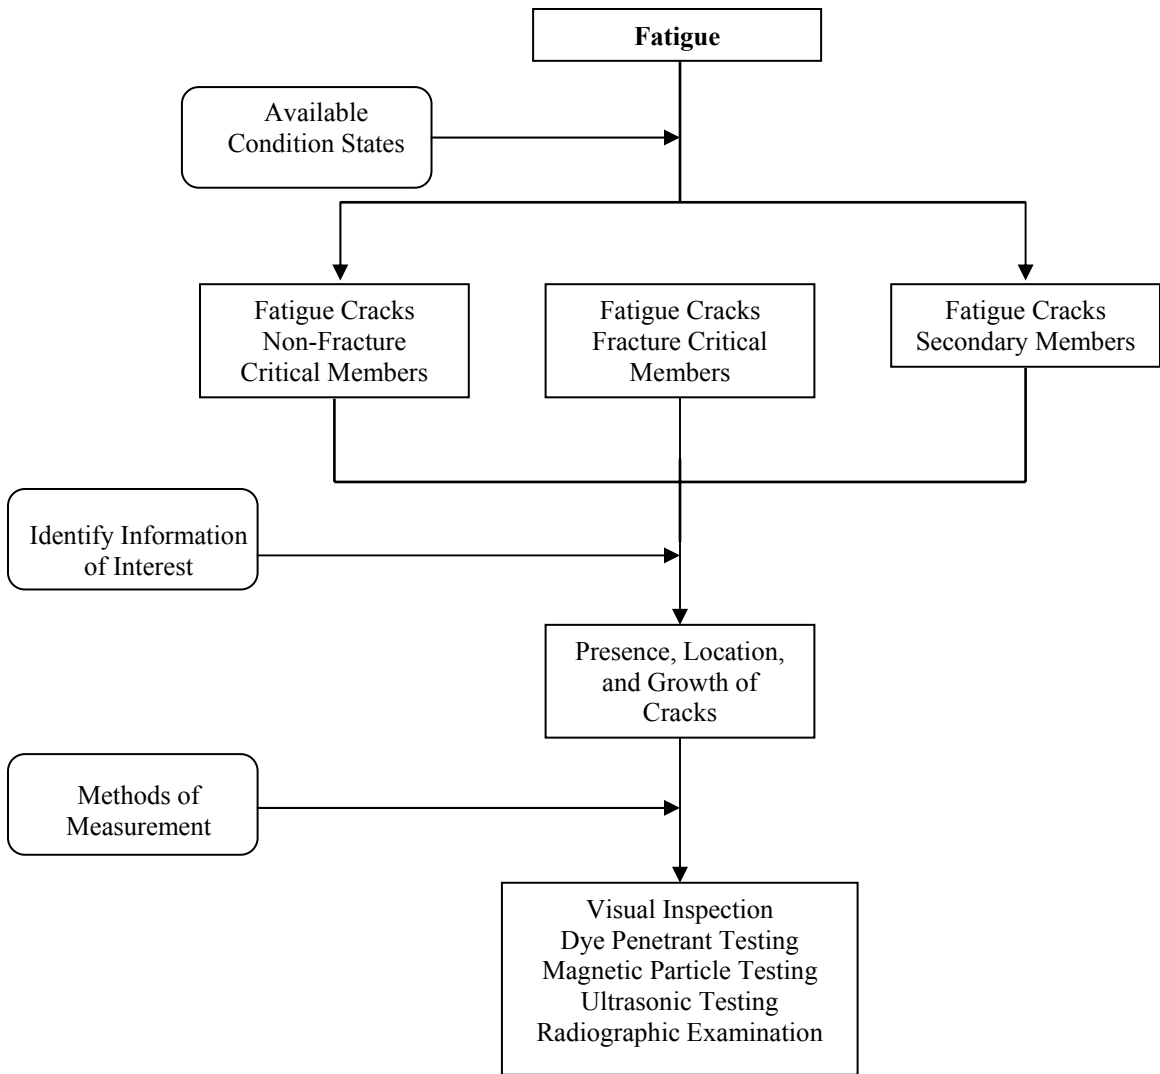 Fatigue
Available
Condition States
Fatigue Cracks
Non-Fracture
Critical Members
Fatigue Cracks
Fracture Critical
Members
Fatigue Cracks
Secondary Members
Identify Information
of Interest
Presence, Location,
and Growth of
Cracks
Methods of
Measurement
Visual Inspection
Dye Penetrant Testing
Magnetic Particle Testing
Ultrasonic Testing
Radiographic Examination